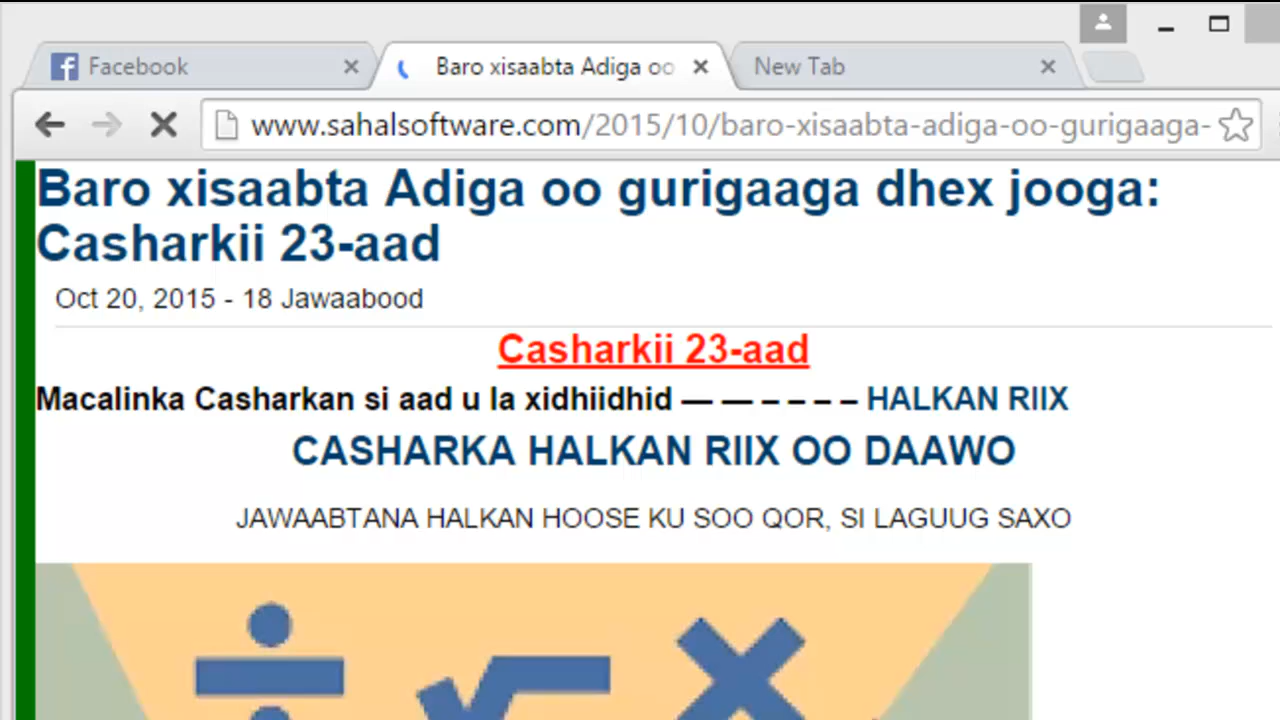 Facebook
Baro xisaabta Adiga oo
New Tab
www.sahalsoftware.com/2015/10/baro-xisaabta-adiga-oo-gurigaaga-
Baro xisaabta Adiga oo gurigaaga dhex jooga:
Casharkii 23-aad
Oct 20, 2015 - 18 Jawaabood
Casharkii 23-aad
Macalinka Casharkan si aad u la xidhiidhid — — – – – – – HALKAN RIIX
CASHARKA HALKAN RIIX OO DAAWO
JAWAABTANA HALKAN HOOSE KU SOO QOR, SI LAGUUG SAXO